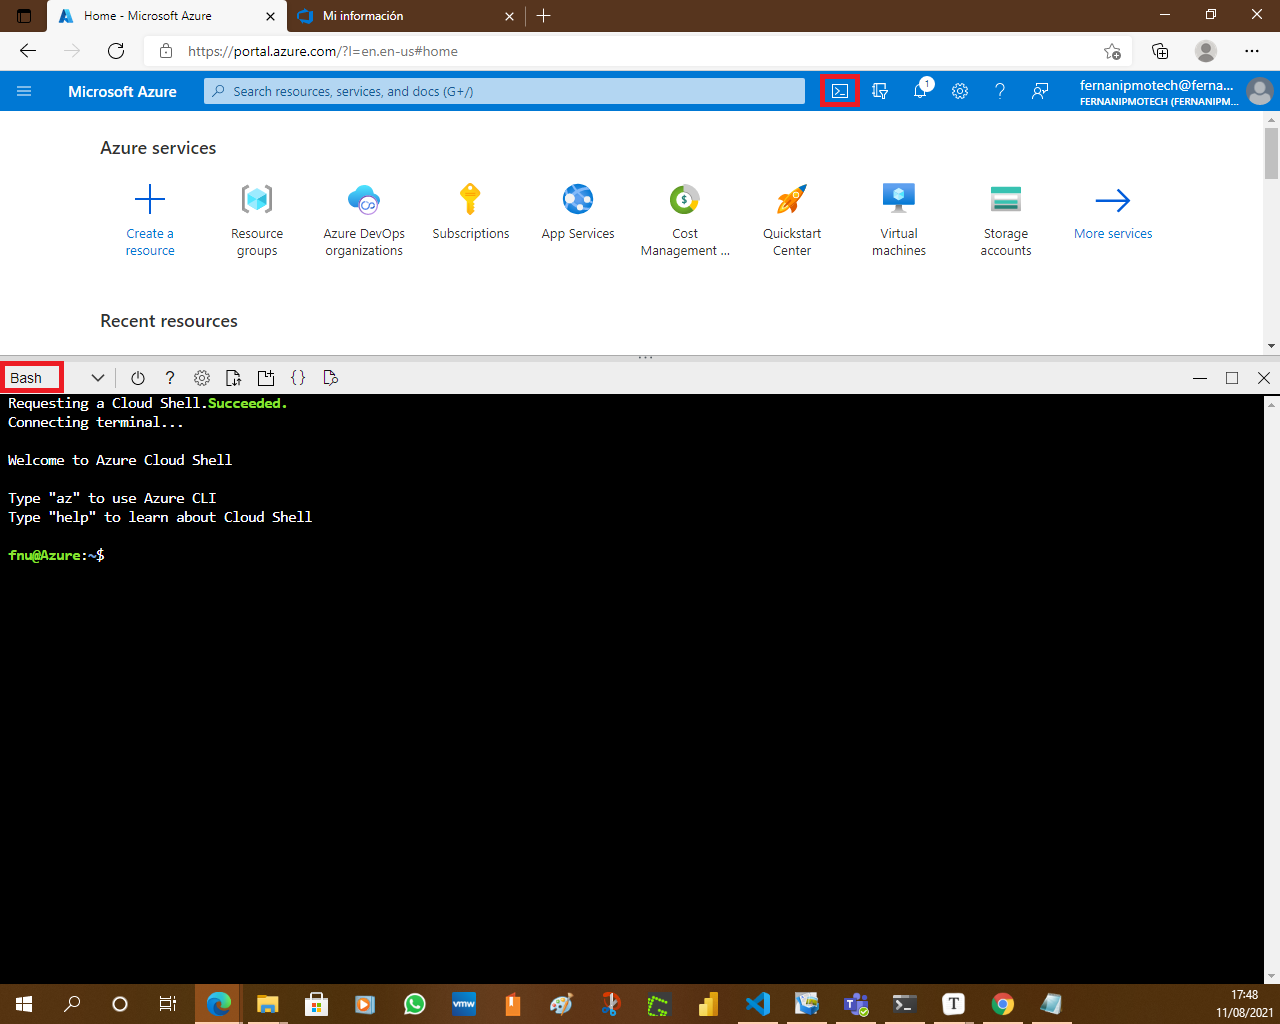 Home - Microsoft Azure
Mi información
https://portal.azure.com/?l=en.en-us#home
Microsoft Azure
Search resources, services, and docs (G+/)
1
fernanipmotech@ferna...
FERNANIPMOTECH (FERNANIPM...
Azure services
Create a resource
Resource groups
Azure DevOps organizations
Subscriptions
App Services
Cost Management ...
Quickstart Center
Virtual machines
Storage accounts
More services
Recent resources
Bash
Requesting a Cloud Shell.Succeeded.
Connecting terminal...
Welcome to Azure Cloud Shell
Type "az" to use Azure CLI
Type "help" to learn about Cloud Shell
fnu@Azure:~$
vmw
T
17:48
11/08/2021